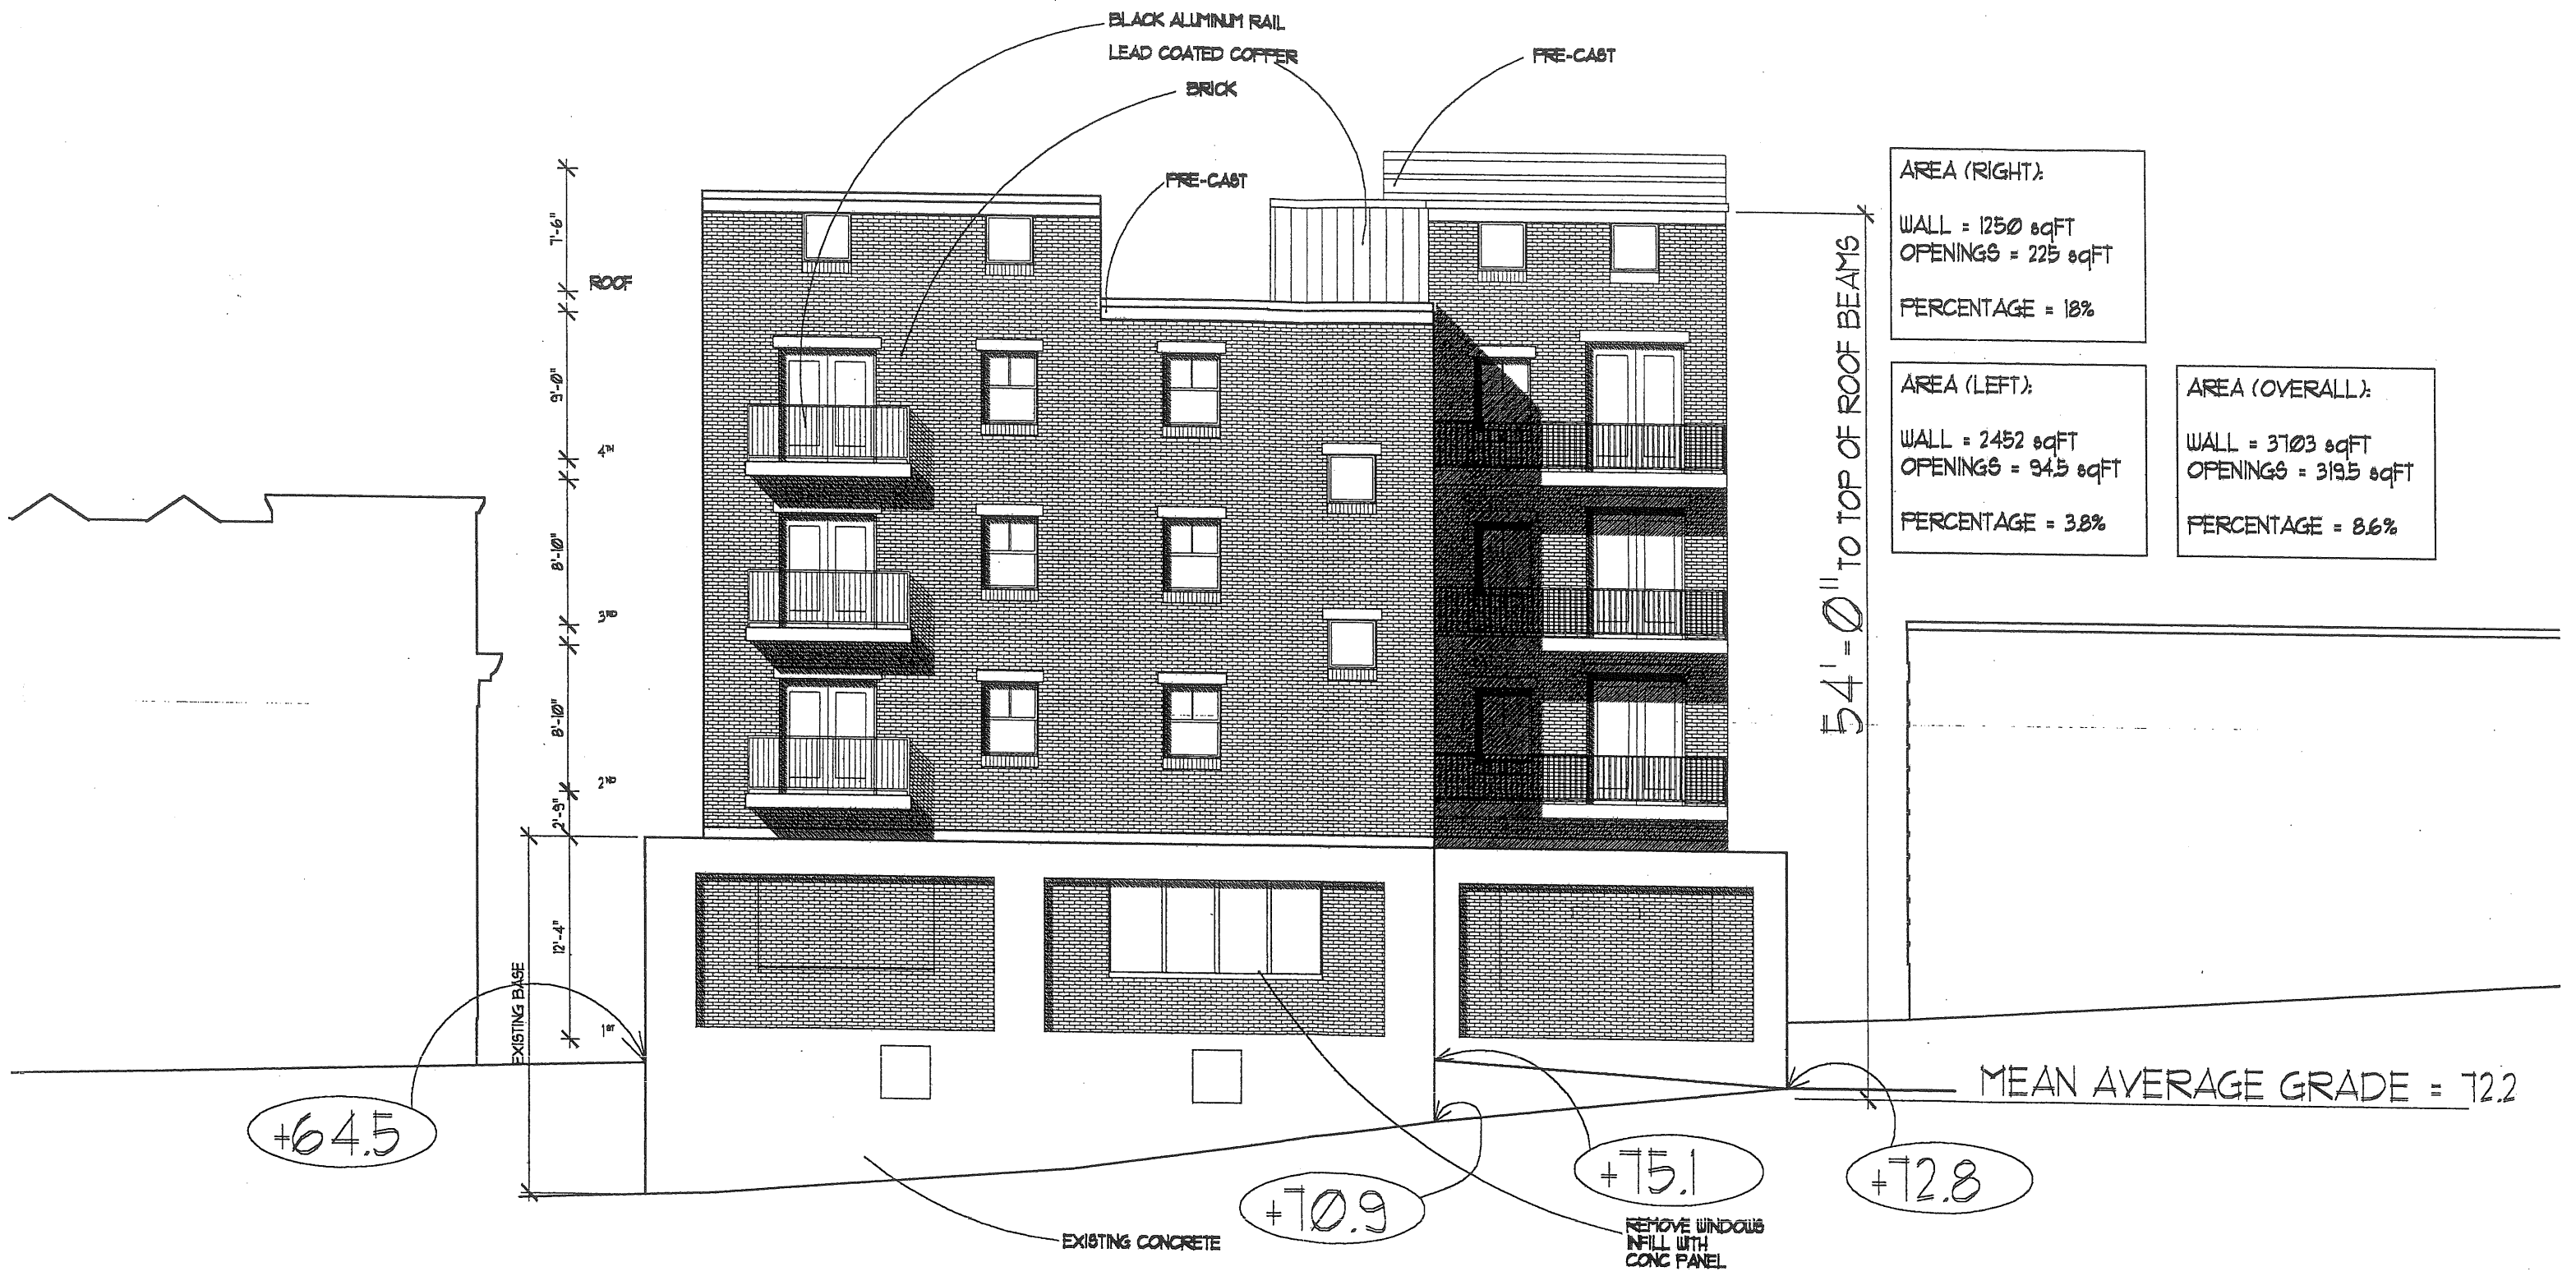 BLACK ALUMINUM RAIL
LEAD COATED COPPER
BRICK
PRE-CAST
PRE-CAST
7'-6"
ROOF
9'-0"
4TH
8'-10"
3RD
8'-10"
2ND
2'-9"
12'-4"
1ST
EXISTING BASE
54'-0" TO TOP OF ROOF BEAMS
AREA (RIGHT):
WALL = 1250 sqFT
OPENINGS = 225 sqFT
PERCENTAGE = 18%
AREA (LEFT):
WALL = 2452 sqFT
OPENINGS = 94.5 sqFT
PERCENTAGE = 3.8%
AREA (OVERALL):
WALL = 3703 sqFT
OPENINGS = 319.5 sqFT
PERCENTAGE = 8.6%
MEAN AVERAGE GRADE = 72.2
+64.5
+70.9
+75.1
+72.8
EXISTING CONCRETE
REMOVE WINDOWS
INFILL WITH
CONC PANEL